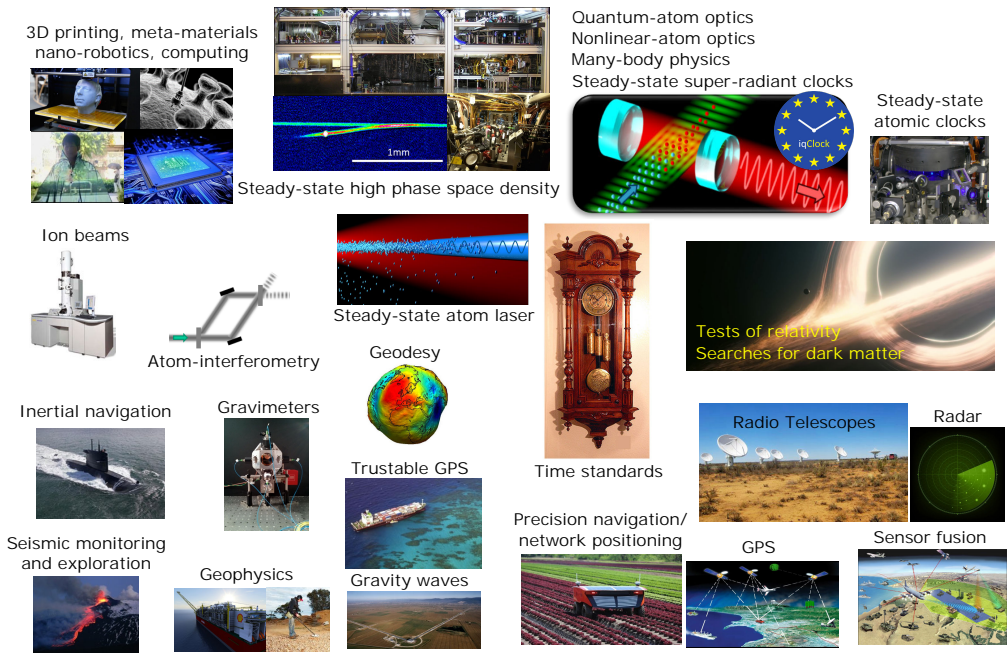 3D printing, meta-materials
nano-robotics, computing
1mm
Steady-state high phase space density
Quantum-atom optics
Nonlinear-atom optics
Many-body physics
Steady-state super-radiant clocks
iqClock
Steady-state
atomic clocks
Ion beams
Atom-interferometry
Steady-state atom laser
Geodesy
Time standards
Tests of relativity
Searches for dark matter
Inertial navigation
Gravimeters
Trustable GPS
Radio Telescopes
Radar
Seismic monitoring
and exploration
Geophysics
Gravity waves
Precision navigation/
network positioning
GPS
Sensor fusion